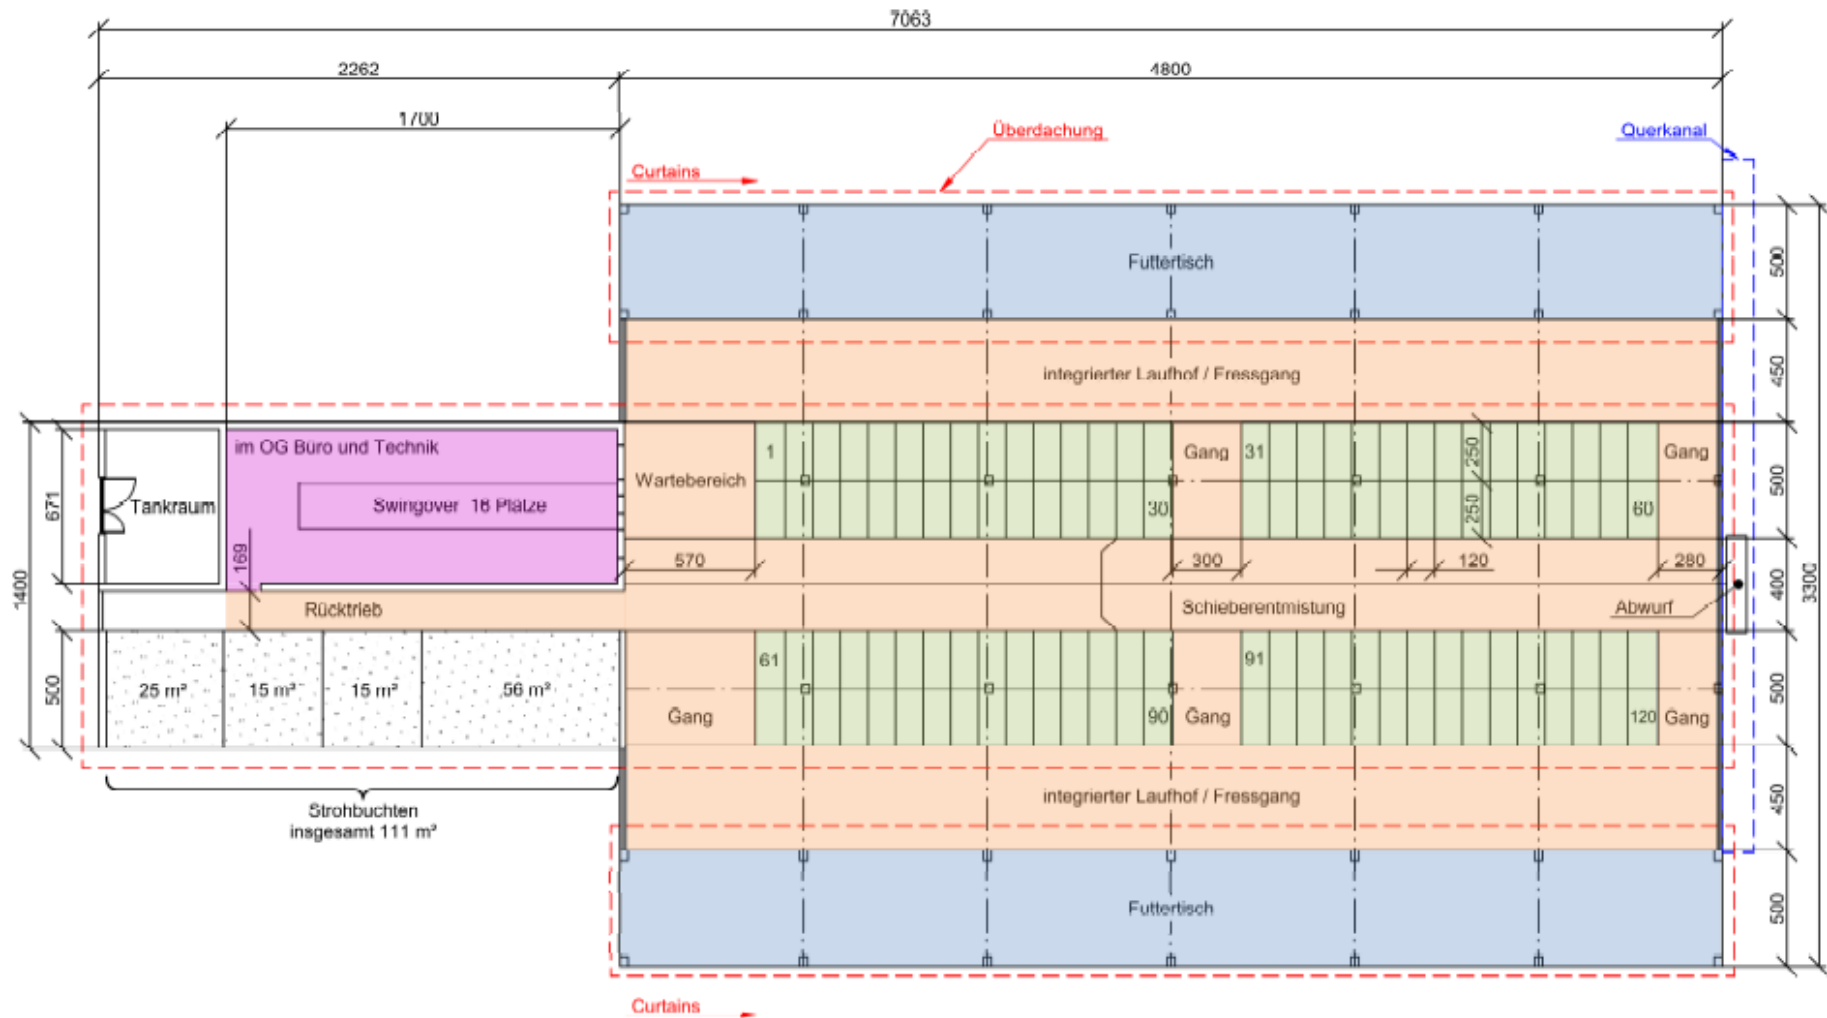 7063
2262
4800
1700
Überdachung
Querkanal
Curtains
Futtertisch
500
integrierter Laufhof / Fressgang
450
im OG Büro und Technik
Swingover 16 Plätze
Tankraum
671
169
1400
Wartebereich
1
30
Gang
31
60
250
250
Gang
500
570
300
120
280
400
3300
Rücktrieb
Schieberentmistung
Abwurf
500
25 m²
15 m²
15 m²
56 m²
Gang
61
90
Gang
91
120
Gang
500
Strohbuchten
insgesamt 111 m²
integrierter Laufhof / Fressgang
450
Futtertisch
500
Curtains